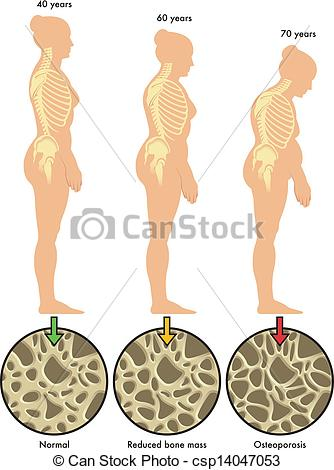 40 years
60 years
70 years
© Can Stock Photo
Normal
Reduced bone mass
Osteoporosis
© Can Stock Photo - csp14047053